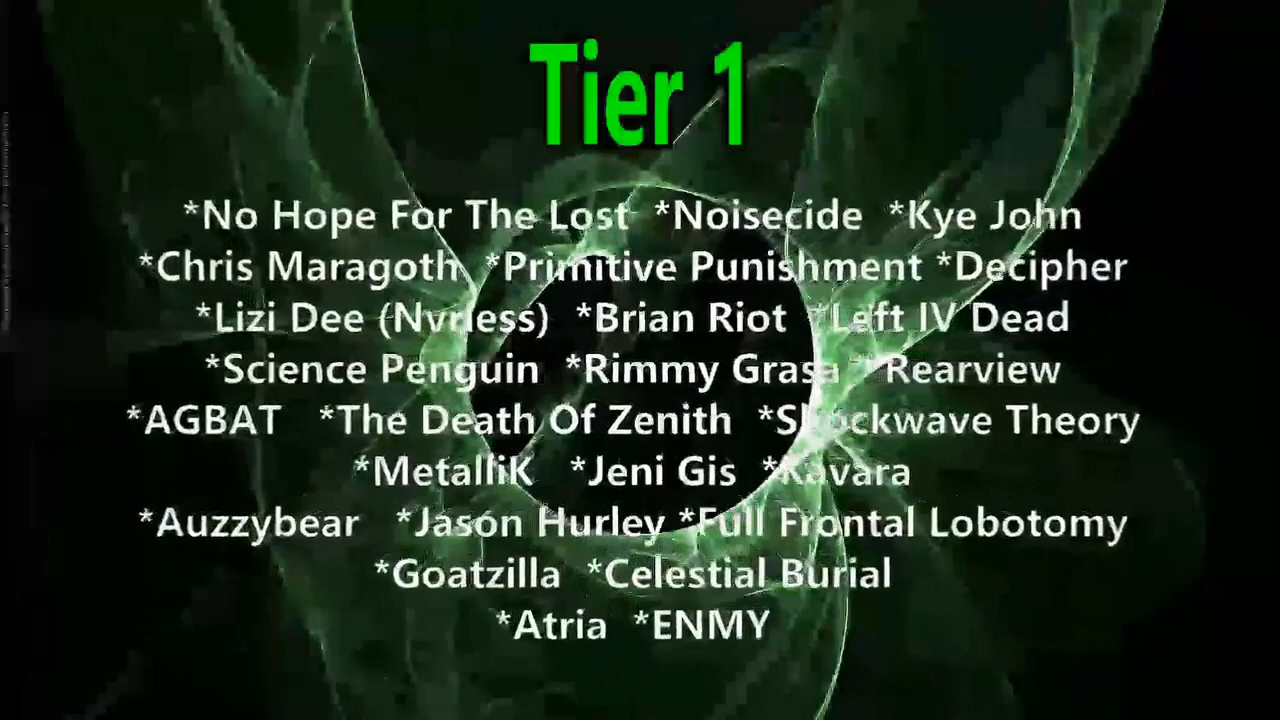 Tier 1
*No Hope For The Lost *Noisecide *Kye John
*Chris Maragoth *Primitive Punishment *Decipher
*Lizi Dee (Nvrless) *Brian Riot *Left IV Dead
*Science Penguin *Rimmy Grasa * Rearview
*AGBAT *The Death Of Zenith *Shockwave Theory
*MetalliK *Jeni Gis *Kavara
*Auzzybear *Jason Hurley *Full Frontal Lobotomy
*Goatzilla *Celestial Burial
*Atria *ENMY